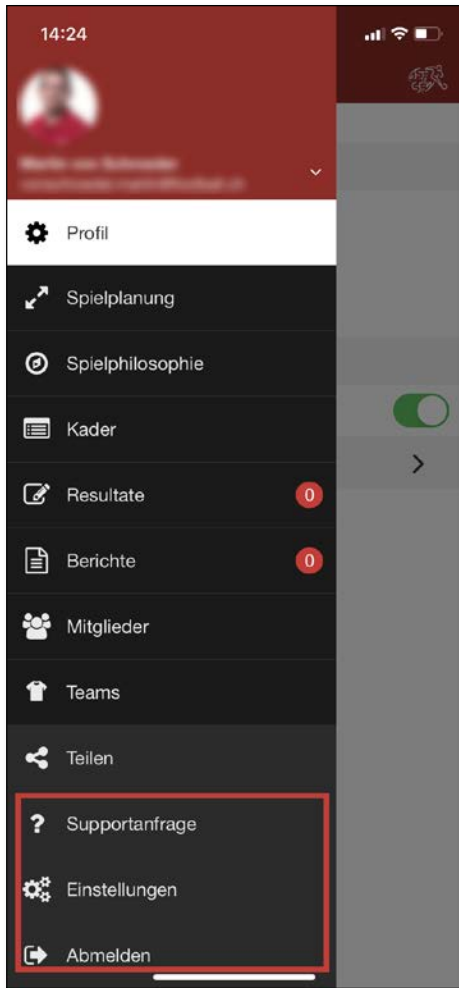 14:24
Profil
Spielplanung
Spielphilosophie
Kader
Resultate 0
Berichte 0
Mitglieder
Teams
Teilen
? Supportanfrage
Einstellungen
Abmelden